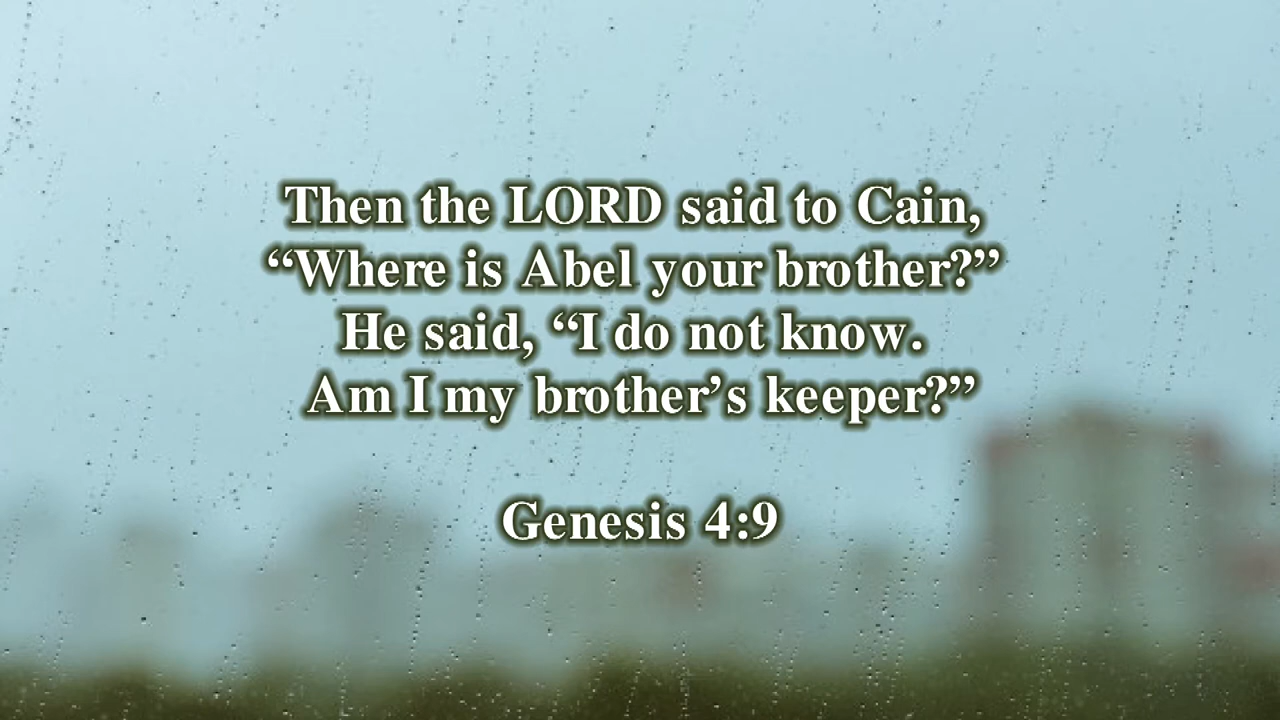 Then the LORD said to Cain,
“Where is Abel your brother?”
He said, “I do not know.
Am I my brother’s keeper?”
Genesis 4:9